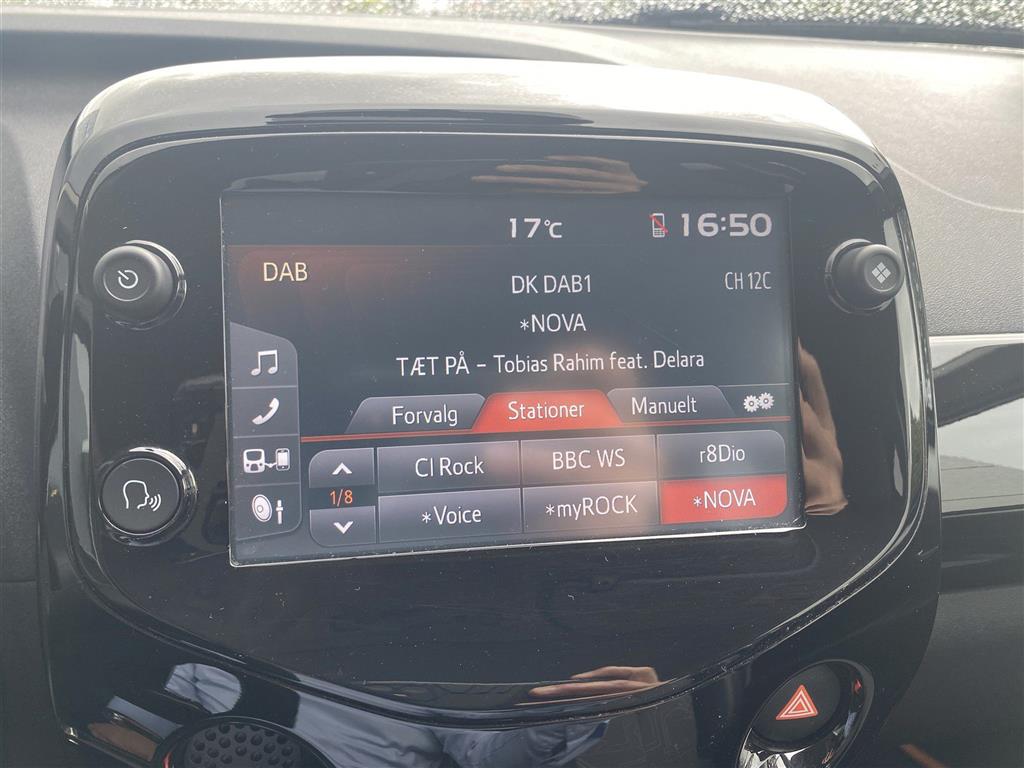 17°C 16:50
DAB
DK DAB1 CH 12C
*NOVA
TÆT PÅ – Tobias Rahim feat. Delara
Forvalg Stationer Manuelt
CI Rock BBC WS r8Dio
1/8
*Voice *myROCK *NOVA